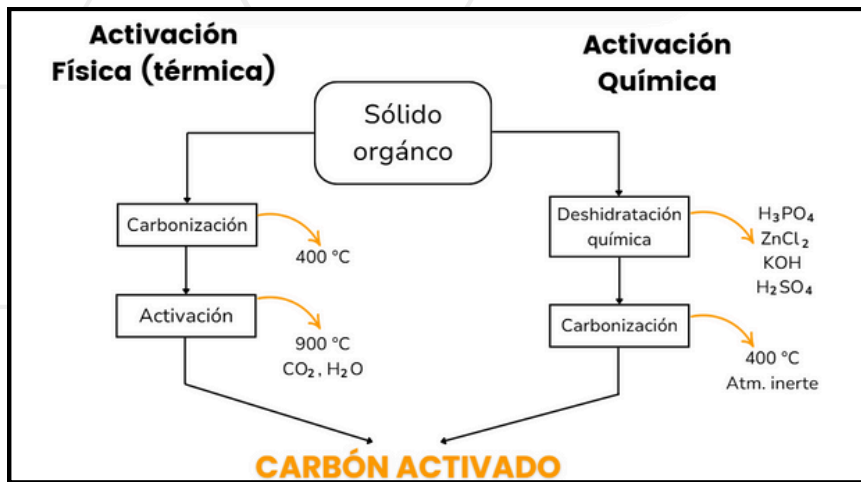 Activación
Física (térmica)
Activación
Química
Sólido
orgánco
Carbonización
400 °C
Activación
900 °C
CO₂, H₂O
Deshidratación
química
H₃PO₄
ZnCl₂
KOH
H₂SO₄
Carbonización
400 °C
Atm. inerte
CARBÓN ACTIVADO